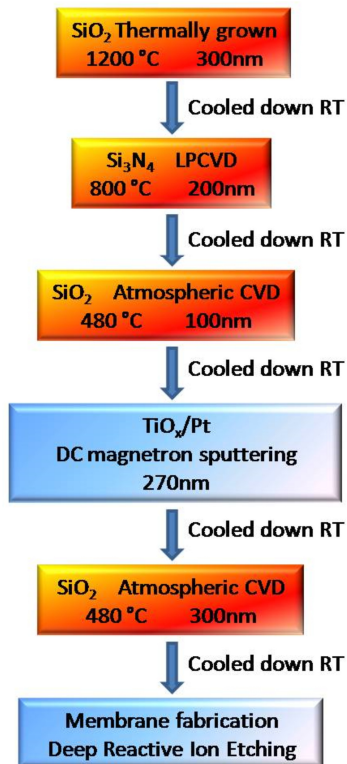 SiO₂ Thermally grown
1200 °C 300nm
Cooled down RT
Si₃N₄ LPCVD
800 °C 200nm
Cooled down RT
SiO₂ Atmospheric CVD
480 °C 100nm
Cooled down RT
TiOₓ/Pt
DC magnetron sputtering
270nm
Cooled down RT
SiO₂ Atmospheric CVD
480 °C 300nm
Cooled down RT
Membrane fabrication
Deep Reactive Ion Etching